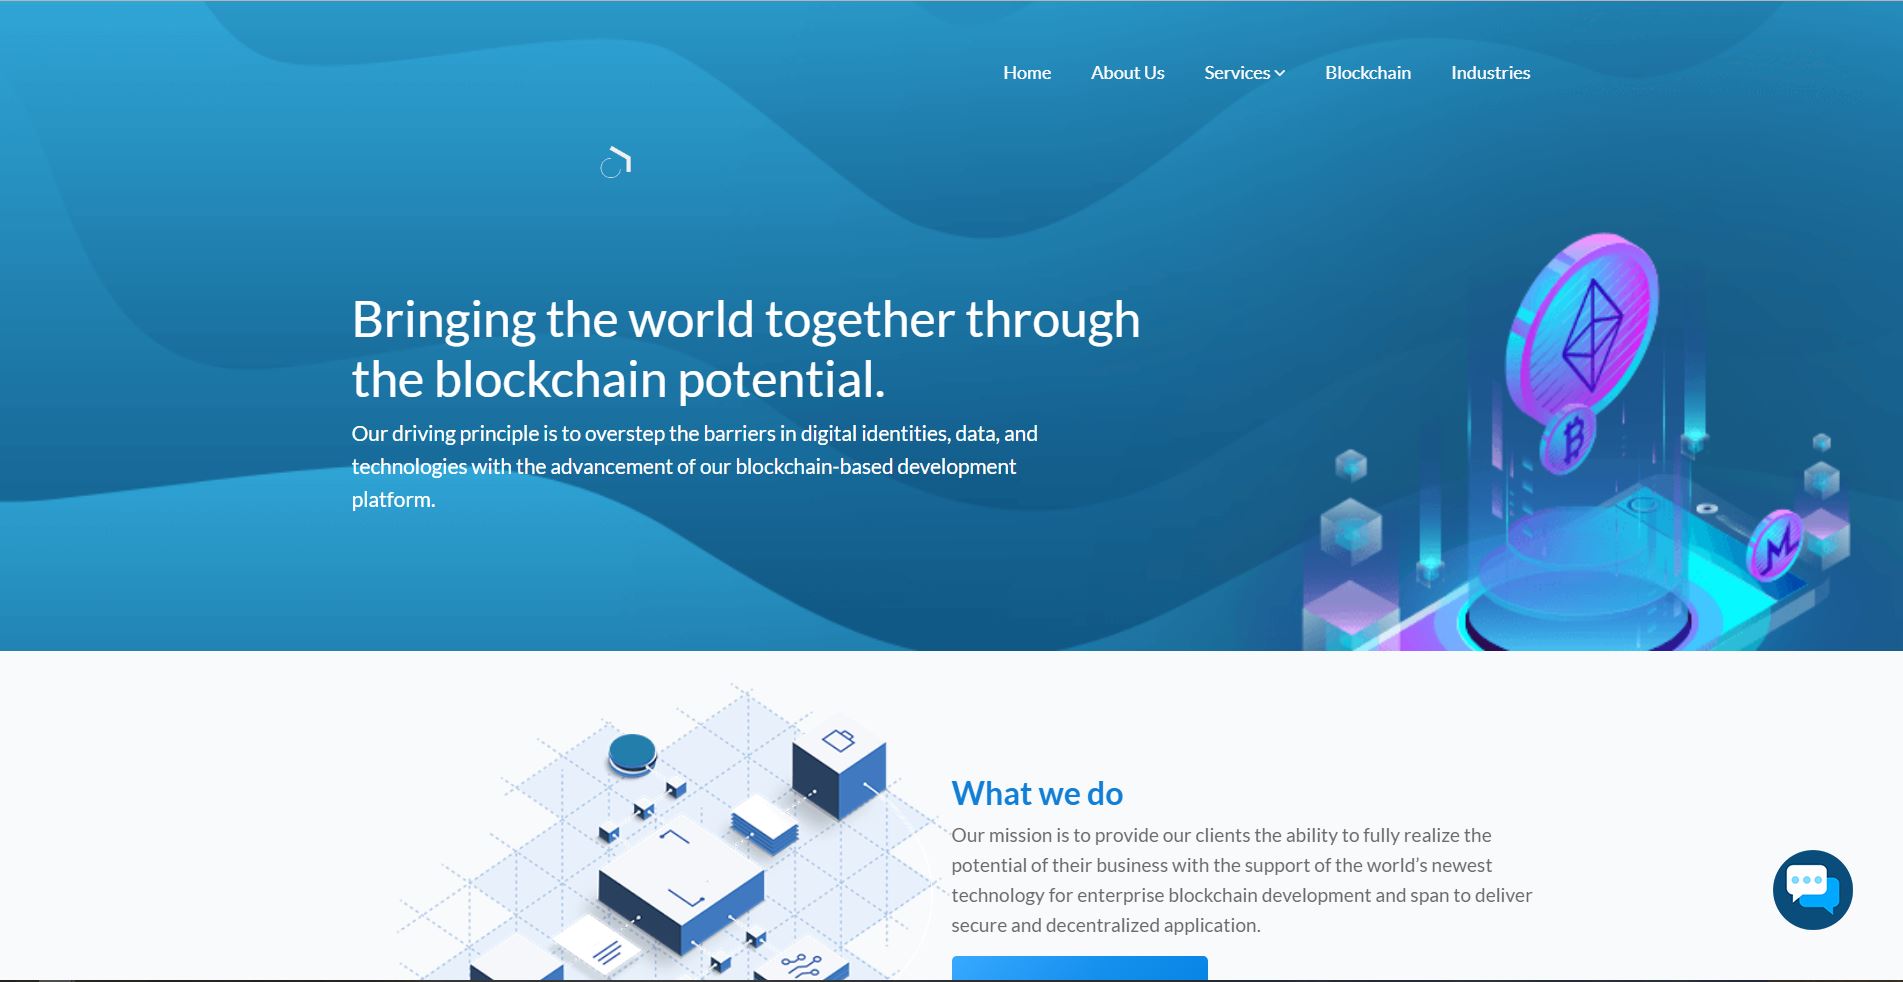 Home About Us Services Blockchain Industries
Bringing the world together through
the blockchain potential.
Our driving principle is to overstep the barriers in digital identities, data, and
technologies with the advancement of our blockchain-based development
platform.
What we do
Our mission is to provide our clients the ability to fully realize the
potential of their business with the support of the world’s newest
technology for enterprise blockchain development and span to deliver
secure and decentralized application.